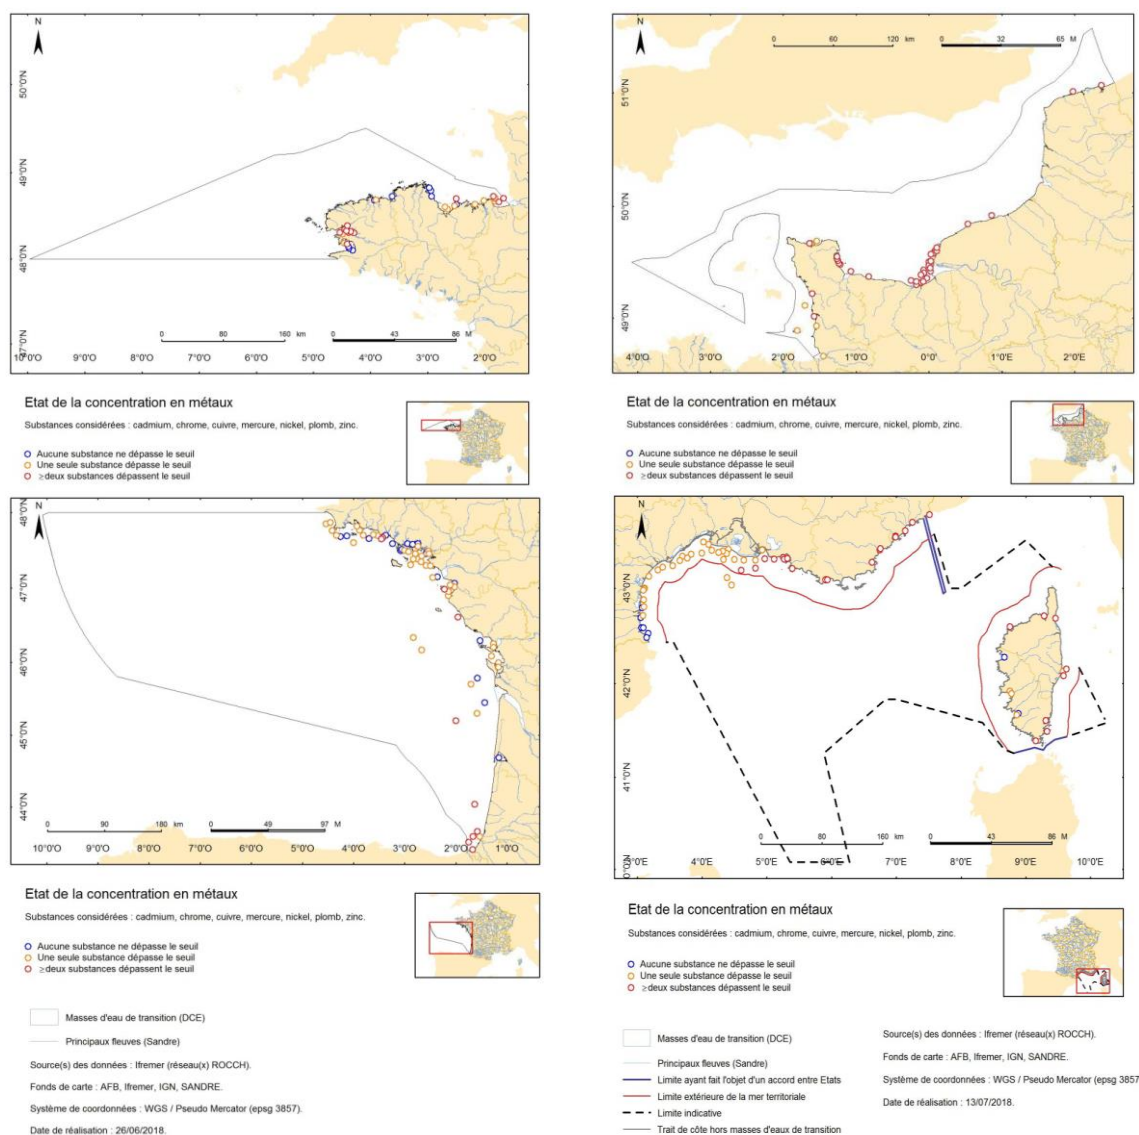 N
50°0'N
49°0'N
48°0'N
47°0'N
0 80 160 km 0 43 86 M
10°0'O 9°0'O 8°0'O 7°0'O 6°0'O 5°0'O 4°0'O 3°0'O 2°0'O
Etat de la concentration en métaux
Substances considérées : cadmium, chrome, cuivre, mercure, nickel, plomb, zinc.
Aucune substance ne dépasse le seuil
Une seule substance dépasse le seuil
≥deux substances dépassent le seuil
N
0 60 120 km 0 32 65 M
51°0'N
50°0'N
49°0'N
4°0'O 3°0'O 2°0'O 1°0'O 0°0' 1°0'E 2°0'E
Etat de la concentration en métaux
Substances considérées : cadmium, chrome, cuivre, mercure, nickel, plomb, zinc.
Aucune substance ne dépasse le seuil
Une seule substance dépasse le seuil
≥deux substances dépassent le seuil
N
48°0'N
47°0'N
46°0'N
45°0'N
44°0'N
0 90 180 km 0 49 97 M
10°0'O 9°0'O 8°0'O 7°0'O 6°0'O 5°0'O 4°0'O 3°0'O 2°0'O 1°0'O
Etat de la concentration en métaux
Substances considérées : cadmium, chrome, cuivre, mercure, nickel, plomb, zinc.
Aucune substance ne dépasse le seuil
Une seule substance dépasse le seuil
≥deux substances dépassent le seuil
Masses d'eau de transition (DCE)
Principaux fleuves (Sandre)
Source(s) des données : Ifremer (réseau(x) ROCCH).
Fonds de carte : AFB, Ifremer, IGN, SANDRE.
Système de coordonnées : WGS / Pseudo Mercator (epsg 3857).
Date de réalisation : 26/06/2018.
N
43°0'N
42°0'N
41°0'N
0 80 160 km 0 43 86 M
3°0'E 4°0'E 5°0'E 6°0'E 7°0'E 8°0'E 9°0'E 10°0'E
Etat de la concentration en métaux
Substances considérées : cadmium, chrome, cuivre, mercure, nickel, plomb, zinc.
Aucune substance ne dépasse le seuil
Une seule substance dépasse le seuil
≥deux substances dépassent le seuil
Masses d'eau de transition (DCE)
Principaux fleuves (Sandre)
Limite ayant fait l'objet d'un accord entre Etats
Limite extérieure de la mer territoriale
Limite indicative
Trait de côte hors masses d'eaux de transition
Source(s) des données : Ifremer (réseau(x) ROCCH).
Fonds de carte : AFB, Ifremer, IGN, SANDRE.
Système de coordonnées : WGS / Pseudo Mercator (epsg 3857
Date de réalisation : 13/07/2018.